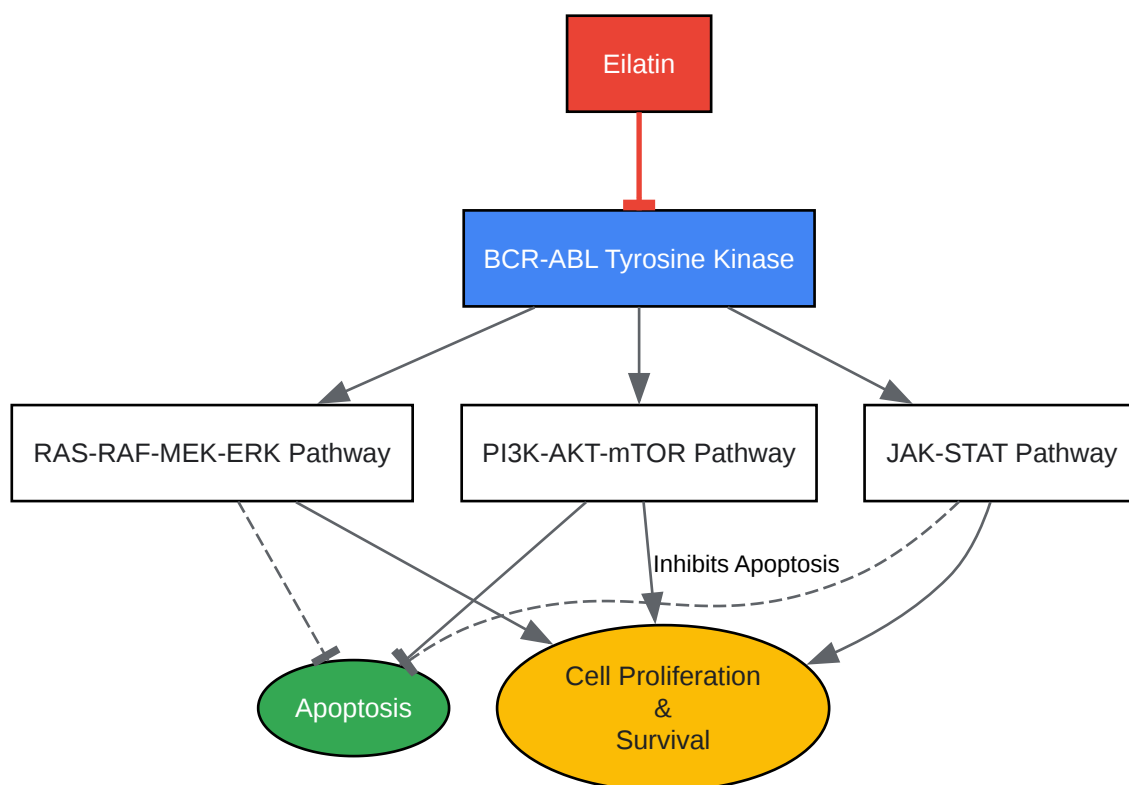 Eilatin
BCR-ABL Tyrosine Kinase
RAS-RAF-MEK-ERK Pathway
PI3K-AKT-mTOR Pathway
JAK-STAT Pathway
Inhibits Apoptosis
Apoptosis
Cell Proliferation
&
Survival